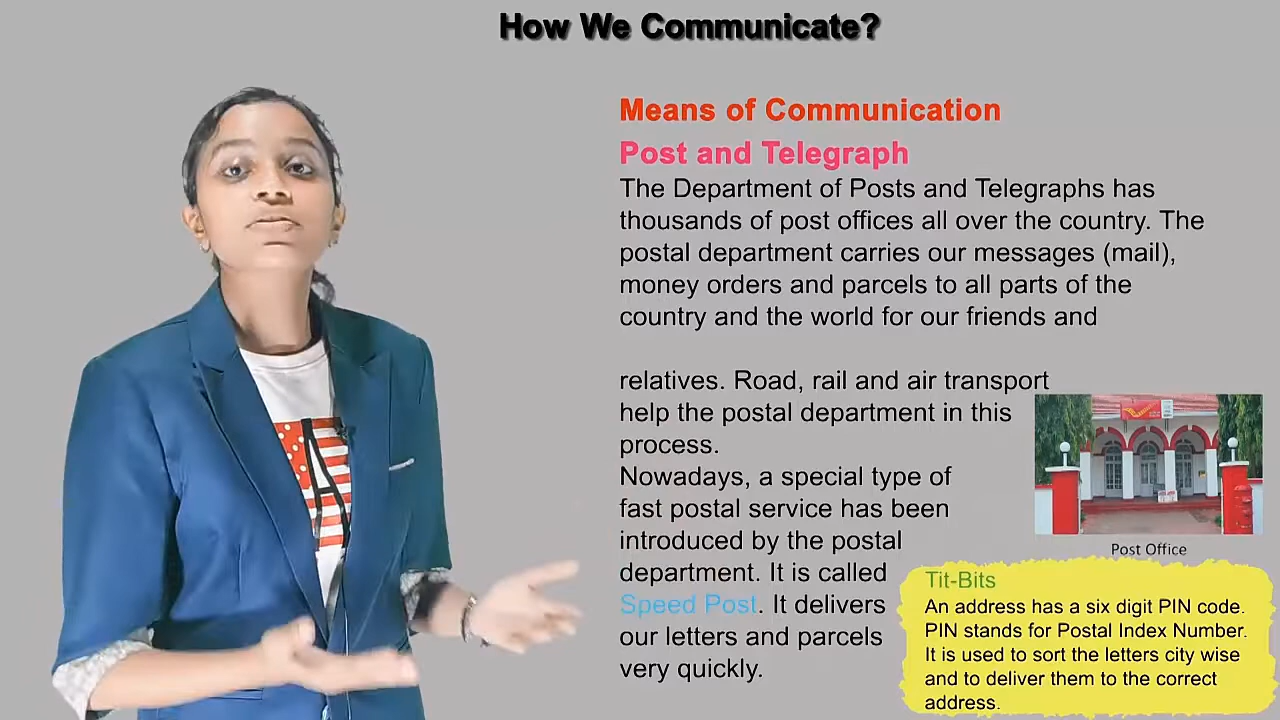 How We Communicate?
Means of Communication
Post and Telegraph
The Department of Posts and Telegraphs has
thousands of post offices all over the country. The
postal department carries our messages (mail),
money orders and parcels to all parts of the
country and the world for our friends and
relatives. Road, rail and air transport
help the postal department in this
process.
Nowadays, a special type of
fast postal service has been
introduced by the postal
department. It is called
Speed Post. It delivers
our letters and parcels
very quickly.
Post Office
Tit-Bits
An address has a six digit PIN code.
PIN stands for Postal Index Number.
It is used to sort the letters city wise
and to deliver them to the correct
address.